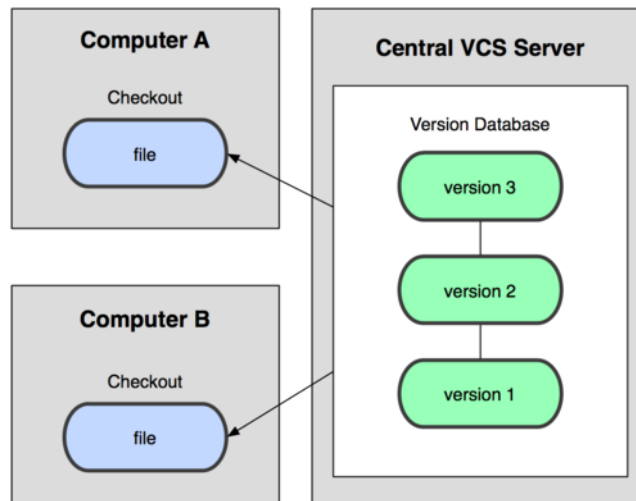 Computer A
Checkout
file
Computer B
Checkout
file
Central VCS Server
Version Database
version 3
version 2
version 1